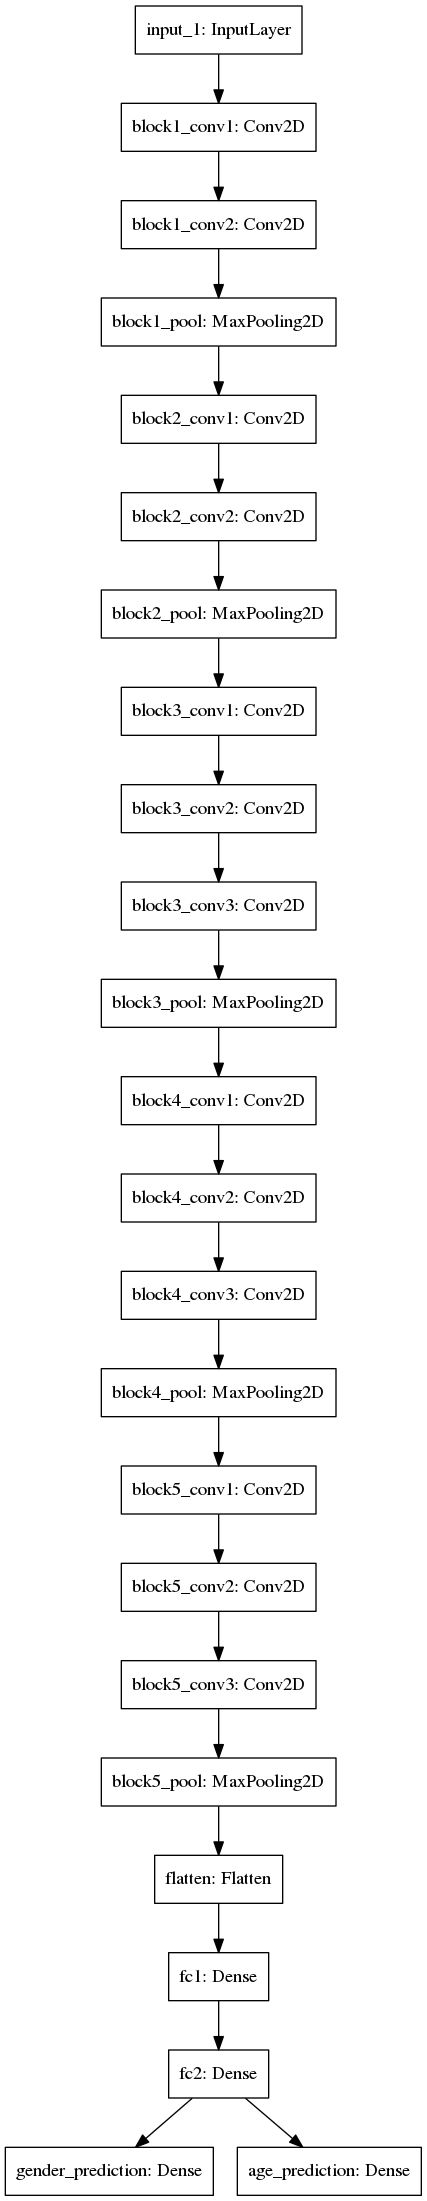 input_1: InputLayer
block1_conv1: Conv2D
block1_conv2: Conv2D
block1_pool: MaxPooling2D
block2_conv1: Conv2D
block2_conv2: Conv2D
block2_pool: MaxPooling2D
block3_conv1: Conv2D
block3_conv2: Conv2D
block3_conv3: Conv2D
block3_pool: MaxPooling2D
block4_conv1: Conv2D
block4_conv2: Conv2D
block4_conv3: Conv2D
block4_pool: MaxPooling2D
block5_conv1: Conv2D
block5_conv2: Conv2D
block5_conv3: Conv2D
block5_pool: MaxPooling2D
flatten: Flatten
fc1: Dense
fc2: Dense
gender_prediction: Dense
age_prediction: Dense